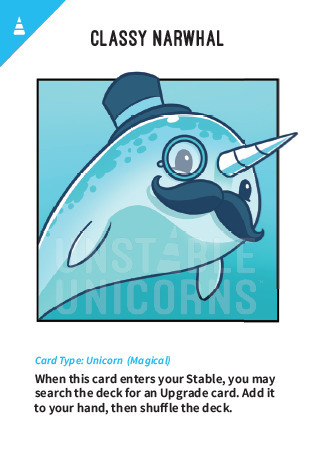 CLASSY NARWHAL
UNSTABLE
UNICORNS
Card Type: Unicorn (Magical)
When this card enters your Stable, you may
search the deck for an Upgrade card. Add it
to your hand, then shuffle the deck.